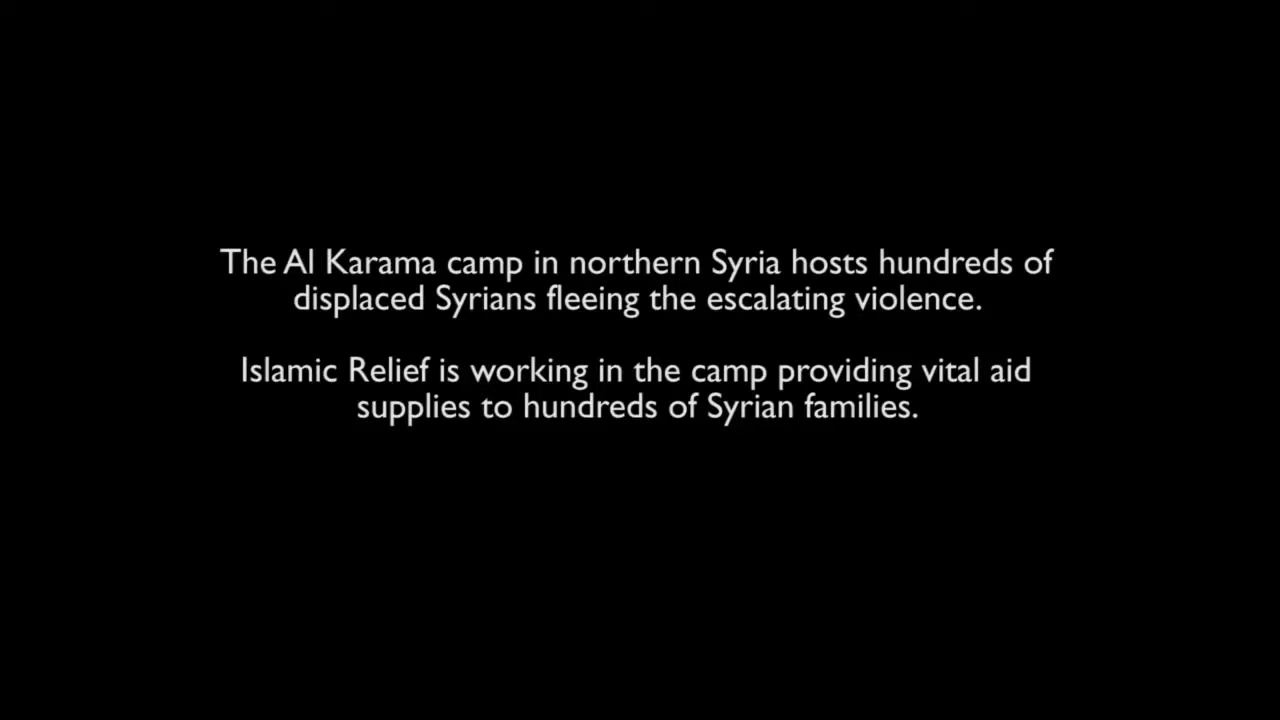 The Al Karama camp in northern Syria hosts hundreds of
displaced Syrians fleeing the escalating violence.
Islamic Relief is working in the camp providing vital aid
supplies to hundreds of Syrian families.